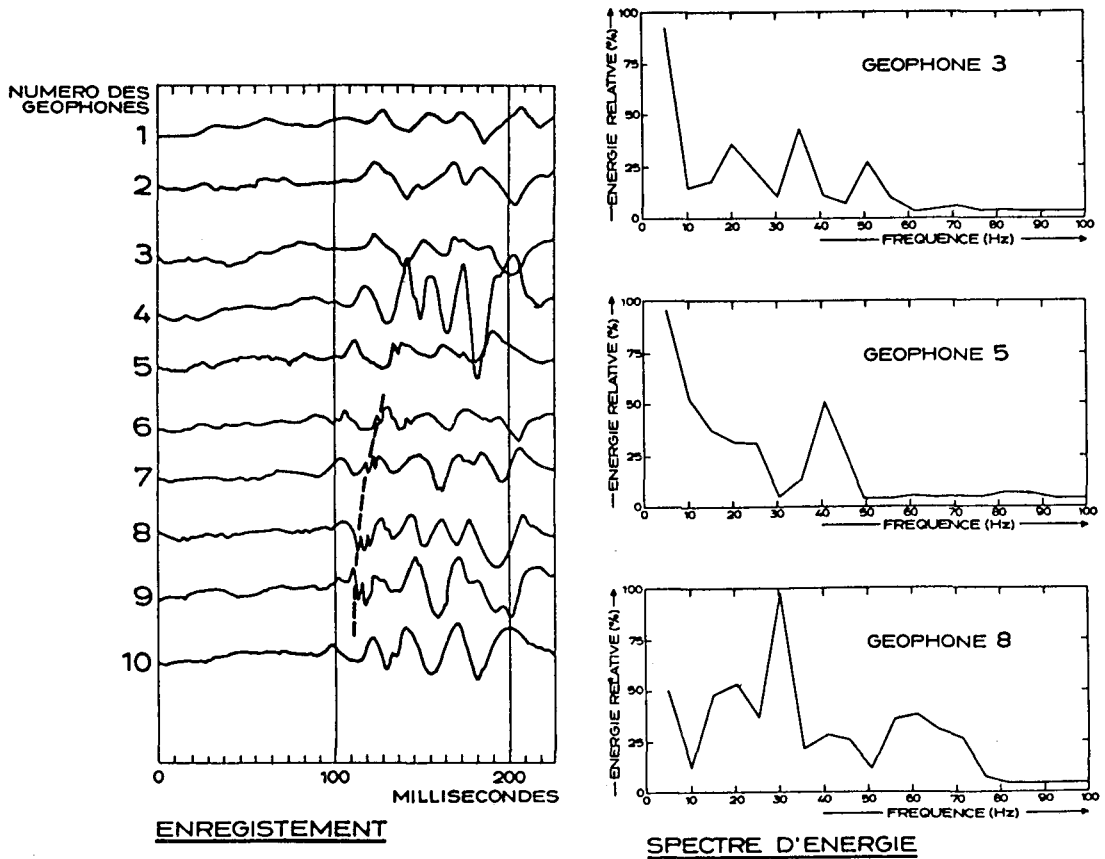 NUMERO DES
GEOPHONES
1
2
3
4
5
6
7
8
9
10
0 100 200
MILLISECONDES
ENREGISTEMENT
100
75
50
25
0
ENERGIE RELATIVE (%)
GEOPHONE 3
0 10 20 30 40 50 60 70 80 90 100
FREQUENCE (Hz)
100
75
50
25
0
ENERGIE RELATIVE (%)
GEOPHONE 5
0 10 20 30 40 50 60 70 80 90 100
FREQUENCE (Hz)
100
75
50
25
0
ENERGIE RELATIVE (%)
GEOPHONE 8
0 10 20 30 40 50 60 70 80 90 100
FREQUENCE (Hz)
SPECTRE D'ENERGIE